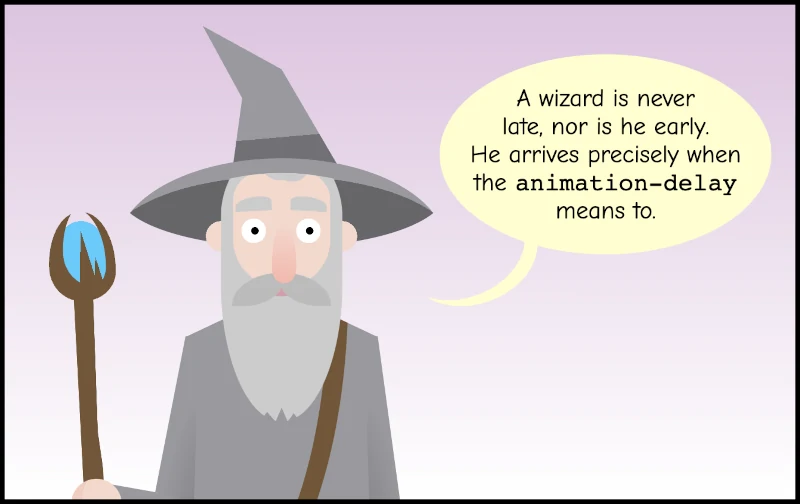 A wizard is never
late, nor is he early.
He arrives precisely when
the animation-delay
means to.